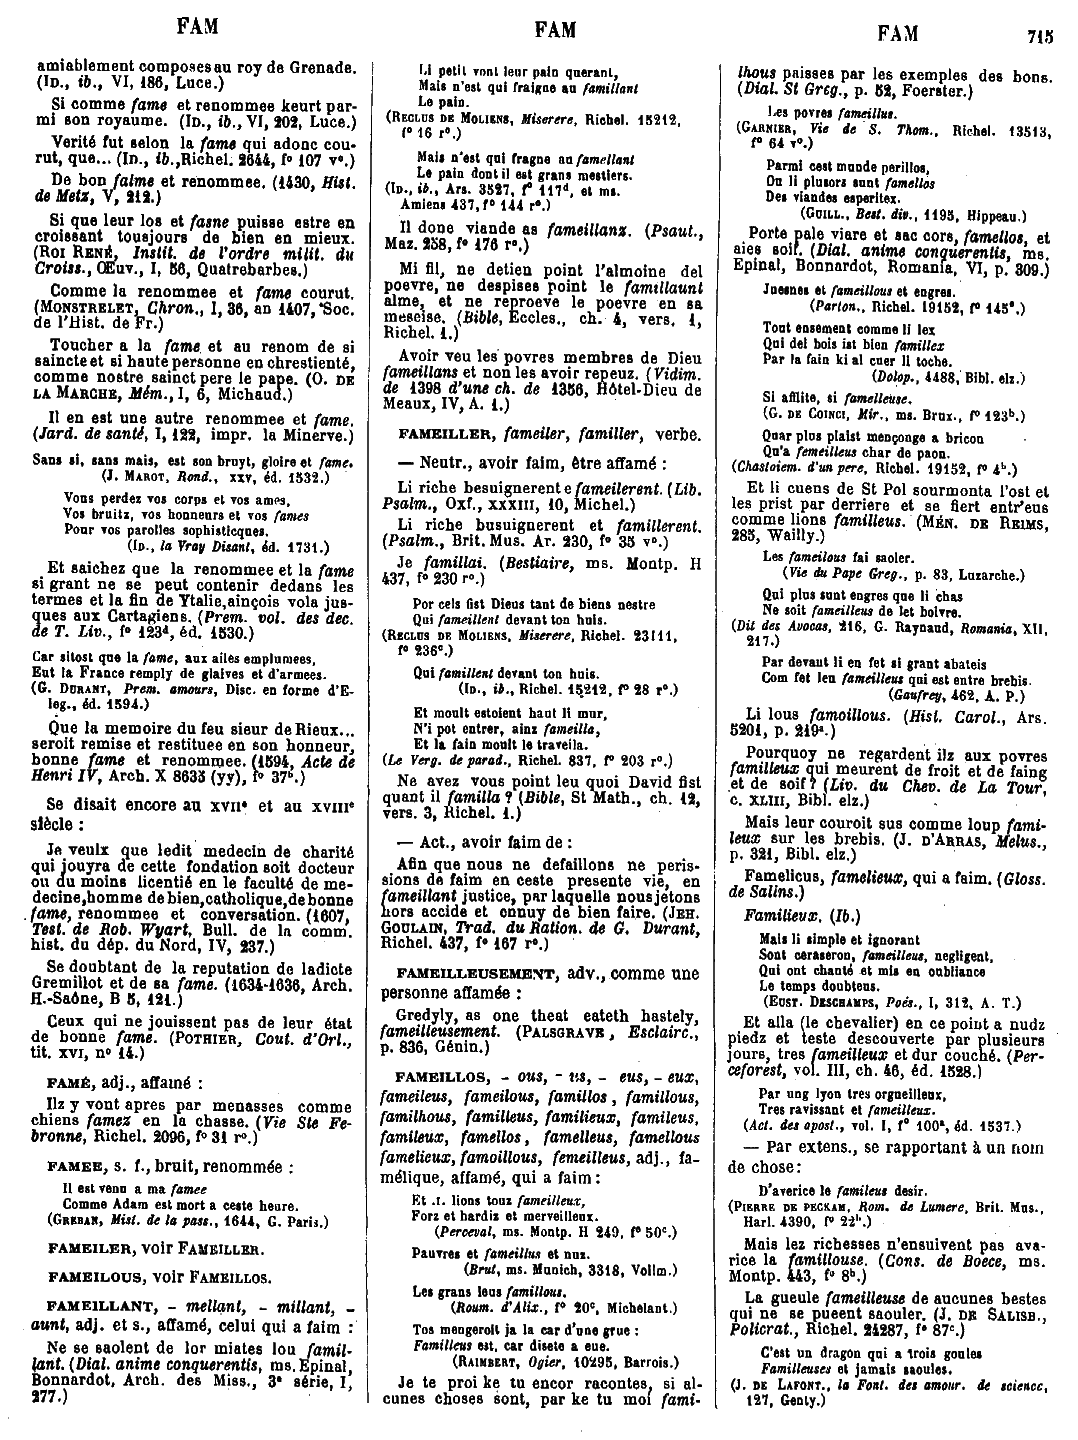 FAM
FAM
FAM
715
amiablement composes au roy de Grenade.
(ID., ib., VI, 186, Luce.)
Si comme fame et renommee keurt par-
mi son royaume. (ID., ib., VI, 202, Luce.)
Verité fut selon la fame qui adonc cou-
rut, que... (ID., ib., Richel. 2644, f° 107 v°.)
De bon falme et renommee. (1430, Hist.
de Metz, V, 212.)
Si que leur los et fasne puisse estre en
croissant tousjours de bien en mieux.
(ROI RENÉ, Instit. de l'ordre milit. du
Croiss., Œuv., I, 56, Quatrebarbes.)
Comme la renommee et fame courut.
(MONSTRELET, Chron., I, 36, an 1407, Soc.
de l'Hist. de Fr.)
Toucher a la fame et au renom de si
saincte et si haute personne en chrestienté,
comme nostre sainct pere le pape. (O. DE
LA MARCHE, Mém., I, 6, Michaud.)
Il en est une autre renommee et fame.
(Jard. de santé, I, 122, impr. la Minerve.)
Sans si, sans mais, est son bruyt, gloire et fame.
(J. MAROT, Rond., XXV, éd. 1532.)
Vous perdez vos corps et vos ames,
Vos bruitz, vos honneurs et vos fames
Pour vos parolles sophisticques.
(ID., la Vray Disant, éd. 1731.)
Et saichez que la renommee et la fame
si grant ne se peut contenir dedans les
termes et la fin de Ytalie, ainçois vola jus-
ques aux Cartagiens. (Prem. vol. des dec.
de T. Liv., f° 123d, éd. 1530.)
Car sitost que la fame, aux ailes emplumees,
Eut la France remply de glaives et d'armees.
(G. DURANT, Prem. amours, Disc. en forme d'E-
leg., éd. 1594.)
Que la memoire du feu sieur de Rieux...
seroit remise et restituee en son honneur,
bonne fame et renommee. (1594, Acte de
Henri IV, Arch. X 8635 (yy), f° 37b.)
Se disait encore au XVIIe et au XVIIIe
siècle :
Je veulx que ledit medecin de charité
qui jouyra de cette fondation soit docteur
ou du moins licentié en le faculté de me-
decine, homme de bien, catholique, de bonne
fame, renommee et conversation. (1607,
Test. de Rob. Wyart, Bull. de la comm.
hist. du dép. du Nord, IV, 237.)
Se doubtant de la reputation de ladicte
Gremillot et de sa fame. (1634-1636, Arch.
H.-Saône, B 5, 121.)
Ceux qui ne jouissent pas de leur état
de bonne fame. (POTHIER, Cout. d'Orl.,
tit. XVI, n° 14.)
FAMÉ, adj., affamé :
Ilz y vont apres par menasses comme
chiens famez en la chasse. (Vie Ste Fe-
bronne, Richel. 2096, f° 31 r°.)
FAMEE, s. f., bruit, renommée :
Il est venu a ma famee
Comme Adam est mort a ceste heure.
(GREBAN, Mist. de la pass., 1644, G. Paris.)
FAMEILER, voir FAMEILLER.
FAMEILOUS, voir FAMEILLOS.
FAMEILLANT, - mellant, - millant, -
aunt, adj. et s., affamé, celui qui a faim :
Ne se saolent de lor miates lou famil-
lant. (Dial. anime conquerentis, ms. Epinal,
Bonnardot, Arch. des Miss., 3e série, I,
277.)
Li petit vont leur pain querant,
Mais n'est qui fraigne au famillant
Le pain.
(RECLUS DE MOLIENS, Miserere, Richel. 15212,
f° 16 r°.)
Mais n'est qui fragne au famellant
Le pain dont il est grans mestiers.
(ID., ib., Ars. 3527, f° 117d, et ms.
Amiens 437, f° 144 r°.)
Il done viande as fameillanz. (Psaut.,
Maz. 258, f° 176 r°.)
Mi fil, ne detien point l'almoine del
poevre, ne despises point le famillaunt
alme, et ne reproeve le poevre en sa
meseise. (Bible, Eccles., ch. 4, vers. 1,
Richel. 1.)
Avoir veu les povres membres de Dieu
fameillans et non les avoir repeuz. (Vidim.
de 1398 d'une ch. de 1356, Hôtel-Dieu de
Meaux, IV, A. 1.)
FAMEILLER, fameiler, familler, verbe.
— Neutr., avoir faim, être affamé :
Li riche besuignerent e fameilerent. (Lib.
Psalm., Oxf., XXXIII, 10, Michel.)
Li riche busuignerent et famillerent.
(Psalm., Brit. Mus. Ar. 230, f° 35 v°.)
Je famillai. (Bestiaire, ms. Montp. H
437, f° 230 r°.)
Por cels fist Dieus tant de biens nestre
Qui fameillent devant ton huis.
(RECLUS DE MOLIENS, Miserere, Richel. 23111,
f° 236c.)
Qui famillent devant ton huis.
(ID., ib., Richel. 15212, f° 28 r°.)
Et moult estoient haut li mur,
N'i pot entrer, ainz fameilla,
Et la fain moult le traveila.
(Le Verg. de parad., Richel. 837, f° 203 r°.)
Ne avez vous point leu quoi David fist
quant il familla ? (Bible, St Math., ch. 12,
vers. 3, Richel. 1.)
— Act., avoir faim de :
Afin que nous ne defaillons ne peris-
sions de faim en ceste presente vie, en
fameillant justice, par laquelle nous jetons
hors accide et ennuy de bien faire. (JEH.
GOULAIN, Trad. du Ration. de G. Durant,
Richel. 437, f° 167 r°.)
FAMEILLEUSEMENT, adv., comme une
personne affamée :
Gredyly, as one theat eateth hastely,
fameilleusement. (PALSGRAVE, Esclairc.,
p. 836, Génin.)
FAMEILLOS, - ous, - us, - eus, - eux,
fameileus, fameilous, famillos, famillous,
familhous, familleus, familieux, famileus,
famileux, famellos, famelleus, famellous
famelieux, famoillous, femeilleus, adj., fa-
mélique, affamé, qui a faim :
Et .I. lions touz fameilleux,
Forz et hardiz et merveilleux.
(Perceval, ms. Montp. H 249, f° 50c.)
Pauvres et fameillus et nuz.
(Brut, ms. Munich, 3318, Vollm.)
Les grans leus famillous.
(Roum. d'Alix., f° 20c, Michelant.)
Tos mengeroit ja la car d'une grue :
Familleus est, car disete a eue.
(RAIMBERT, Ogier, 10295, Barrois.)
Je te proi ke tu encor racontes, si al-
cunes choses sont, par ke tu moi fami-
lhous paisses par les exemples des bons.
(Dial. St Greg., p. 52, Foerster.)
Les povres fameillus.
(GARNIER, Vie de S. Thom., Richel. 13513,
f° 64 r°.)
Parmi cest munde perillos,
Ou li plusors sunt famellos
Des viandes esperitex.
(GUILL., Best. div., 1195, Hippeau.)
Porte pale viare et sac cors, famellos, et
aies soif. (Dial. anime conquerentis, ms.
Epinal, Bonnardot, Romania, VI, p. 309.)
Juesnes et fameillous et engres.
(Parton., Richel. 19152, f° 145a.)
Tout ensement comme li lex
Qui del bois ist bien famillex
Par la fain ki al cuer li toche.
(Dolop., 4488, Bibl. elz.)
Si afflite, si famelleuse.
(G. DE COINCI, Mir., ms. Brux., f° 123b.)
Quar plus plaist mençonge a bricon
Qu'a femeilleus char de paon.
(Chastoiem. d'un pere, Richel. 19152, f° 4b.)
Et li cuens de St Pol sourmonta l'ost et
les prist par derriere et se fiert entr'eus
comme lions familleus. (MÉN. DE REIMS,
285, Wailly.)
Les fameilous fai saoler.
(Vie du Pape Greg., p. 83, Luzarche.)
Qui plus sunt engres que li chas
Ne soit fameilleus de let boivre.
(Dit des Avocas, 216, G. Raynaud, Romania, XII,
217.)
Par devant li en fet si grant abateis
Com fet leu fameilleus qui est entre brebis.
(Gaufrey, 462, A. P.)
Li lous famoillous. (Hist. Carol., Ars.
5201, p. 219a.)
Pourquoy ne regardent ilz aux povres
familleux qui meurent de froit et de faing
et de soif? (Liv. du Chev. de La Tour,
c. XLIII, Bibl. elz.)
Mais leur couroit sus comme loup fami-
leux sur les brebis. (J. D'ARRAS, Melus.,
p. 321, Bibl. elz.)
Famelicus, famelieux, qui a faim. (Gloss.
de Salins.)
Familieux. (Ib.)
Mais li simple et ignorant
Sont ceraseron, fameilleus, negligent,
Qui ont chanté et mis en oubliance
Le temps doubteus.
(EUST. DESCHAMPS, Poés., I, 312, A. T.)
Et alla (le chevalier) en ce point a nudz
piedz et teste descouverte par plusieurs
jours, tres fameilleux et dur couché. (Per-
ceforest, vol. III, ch. 46, éd. 1528.)
Par ung lyon tres orgueilleux,
Tres ravissant et fameilleux.
(Act. des apost., vol. I, f° 100a, éd. 1537.)
— Par extens., se rapportant à un nom
de chose:
D'averice le famileus desir.
(PIERRE DE PECKAM, Rom. de Lumere, Brit. Mus.,
Harl. 4390, f° 22b.)
Mais lez richesses n'ensuivent pas ava-
rice la famillouse. (Cons. de Boece, ms.
Montp. 443, f° 8b.)
La gueule fameilleuse de aucunes bestes
qui ne se pueent saouler. (J. DE SALISB.,
Policrat., Richel. 24287, f° 87c.)
C'est un dragon qui a trois goules
Familleuses et jamais saoules.
(J. DE LAFONT., la Font. des amour. de science,
127, Genty.)